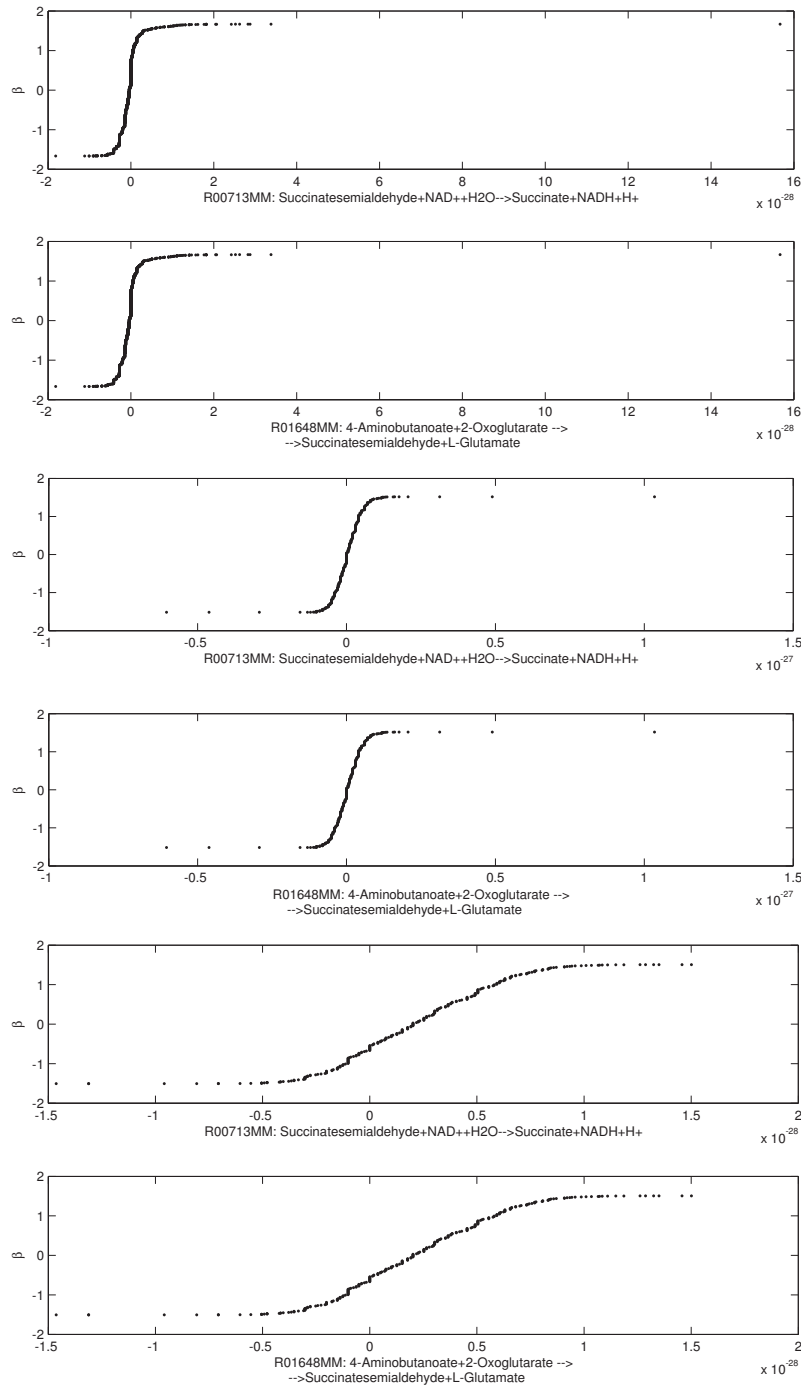 2
1
0
-1
-2
β
-2 0 2 4 6 8 10 12 14 16
x 10-28
R00713MM: Succinatesemialdehyde+NAD++H2O-->Succinate+NADH+H+
2
1
0
-1
-2
β
-2 0 2 4 6 8 10 12 14 16
x 10-28
R01648MM: 4-Aminobutanoate+2-Oxoglutarate -->
-->Succinatesemialdehyde+L-Glutamate
2
1
0
-1
-2
β
-1 -0.5 0 0.5 1 1.5
x 10-27
R00713MM: Succinatesemialdehyde+NAD++H2O-->Succinate+NADH+H+
2
1
0
-1
-2
β
-1 -0.5 0 0.5 1 1.5
x 10-27
R01648MM: 4-Aminobutanoate+2-Oxoglutarate -->
-->Succinatesemialdehyde+L-Glutamate
2
1
0
-1
-2
β
-1.5 -1 -0.5 0 0.5 1 1.5 2
x 10-28
R00713MM: Succinatesemialdehyde+NAD++H2O-->Succinate+NADH+H+
2
1
0
-1
-2
β
-1.5 -1 -0.5 0 0.5 1 1.5 2
x 10-28
R01648MM: 4-Aminobutanoate+2-Oxoglutarate -->
-->Succinatesemialdehyde+L-Glutamate